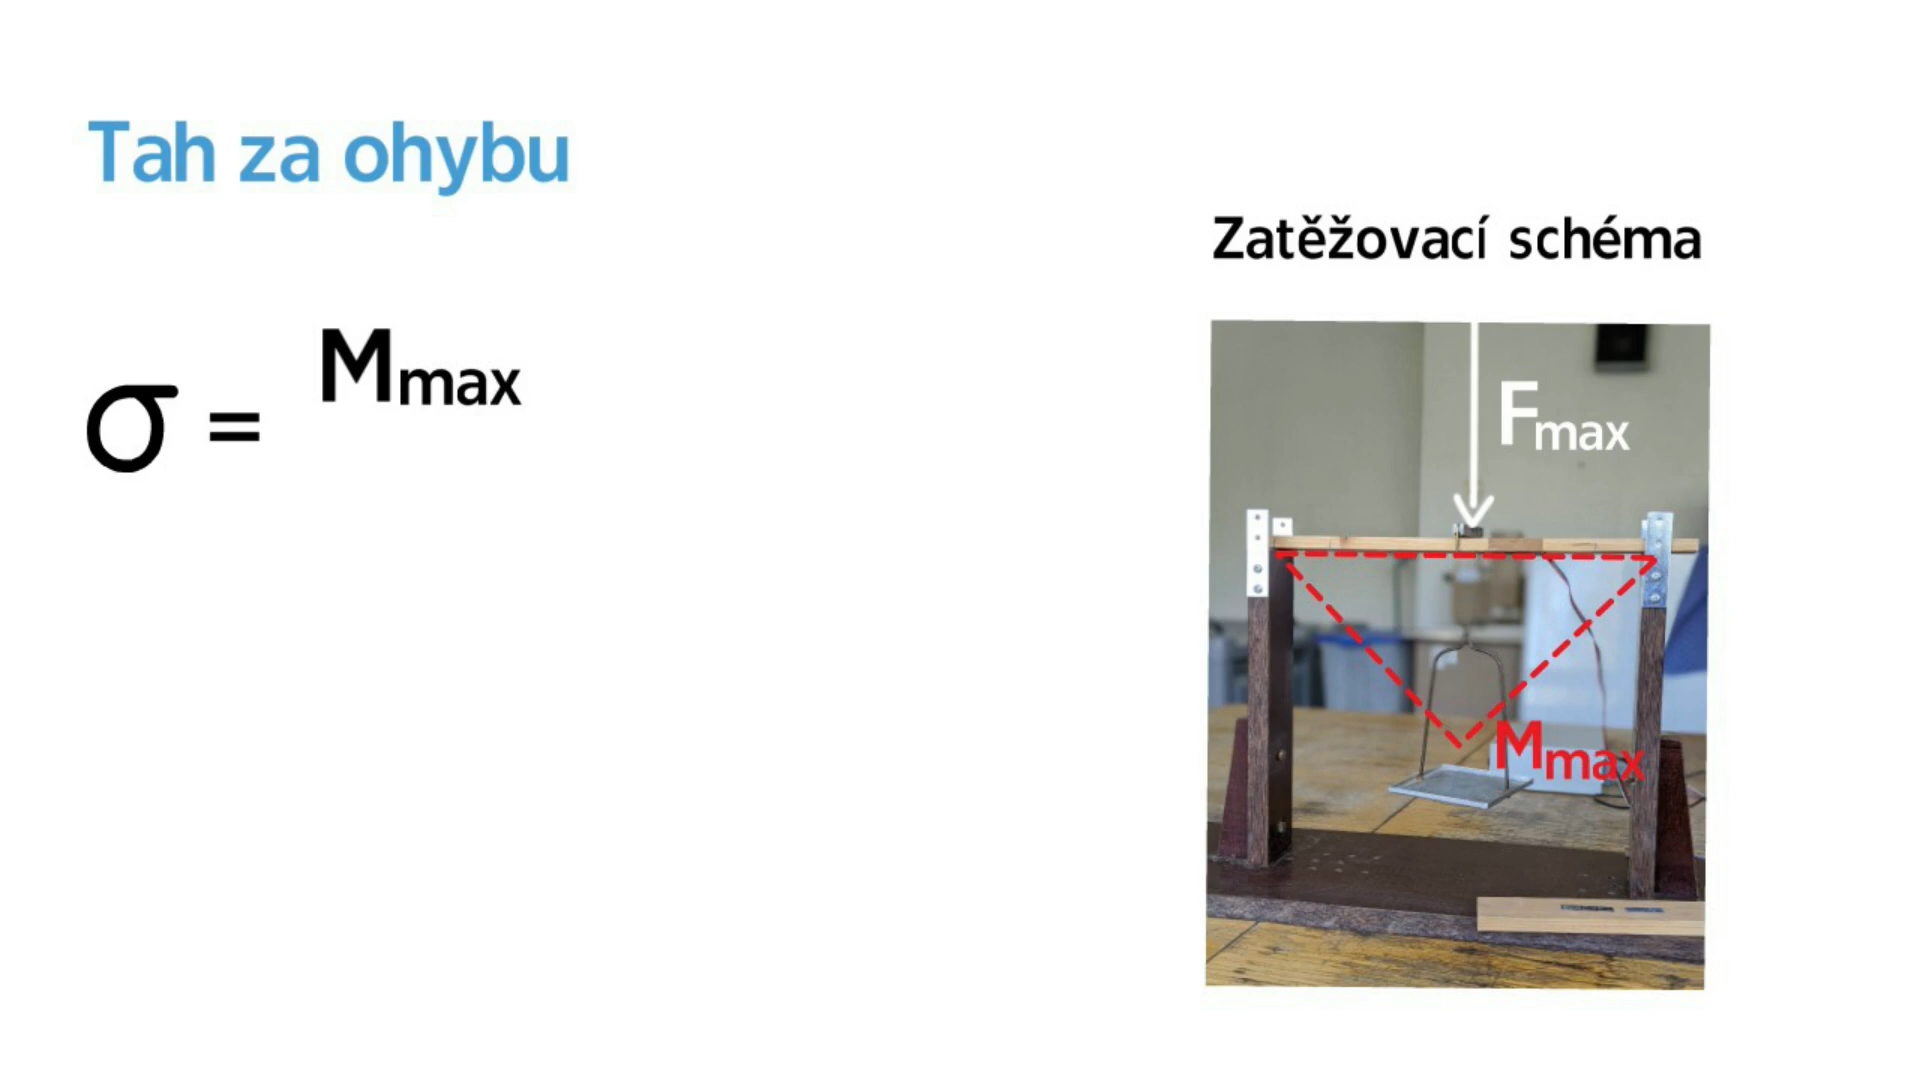 Tah za ohybu
Zatěžovací schéma
σ = Mmax
Fmax
Mmax